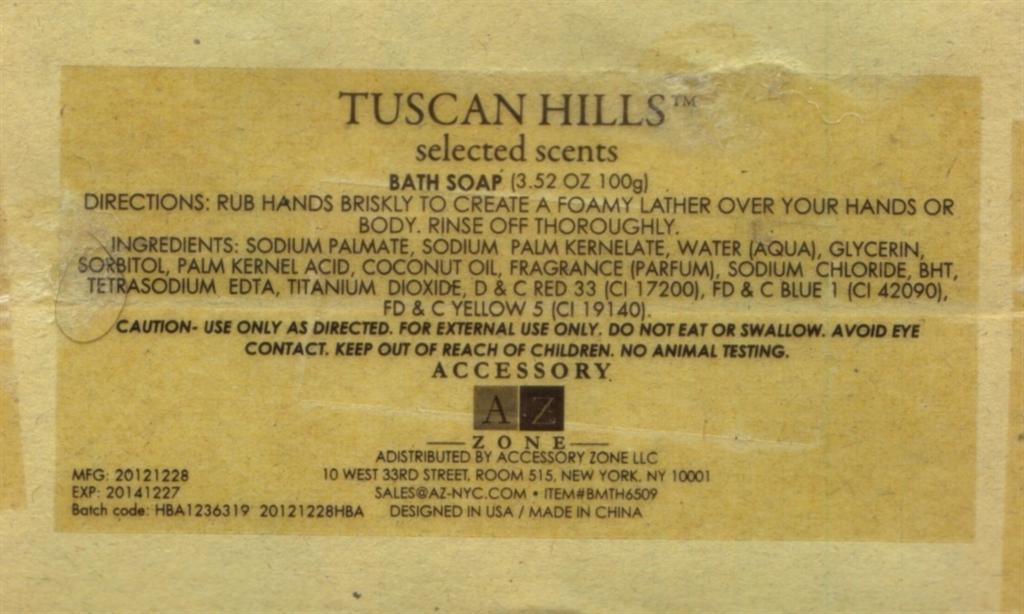 TUSCAN HILLS™
selected scents
BATH SOAP (3.52 OZ 100g)
DIRECTIONS: RUB HANDS BRISKLY TO CREATE A FOAMY LATHER OVER YOUR HANDS OR
BODY. RINSE OFF THOROUGHLY.
INGREDIENTS: SODIUM PALMATE, SODIUM PALM KERNELATE, WATER (AQUA), GLYCERIN,
SORBITOL, PALM KERNEL ACID, COCONUT OIL, FRAGRANCE (PARFUM), SODIUM CHLORIDE, BHT,
TETRASODIUM EDTA, TITANIUM DIOXIDE, D & C RED 33 (CI 17200), FD & C BLUE 1 (CI 42090),
FD & C YELLOW 5 (CI 19140).
CAUTION- USE ONLY AS DIRECTED. FOR EXTERNAL USE ONLY. DO NOT EAT OR SWALLOW. AVOID EYE
CONTACT. KEEP OUT OF REACH OF CHILDREN. NO ANIMAL TESTING.
ACCESSORY
AZ
ZONE
ADISTRIBUTED BY ACCESSORY ZONE LLC
10 WEST 33RD STREET, ROOM 515, NEW YORK, NY 10001
SALES@AZ-NYC.COM • ITEM#BMTH6509
DESIGNED IN USA / MADE IN CHINA
MFG: 20121228
EXP: 20141227
Batch code: HBA1236319 20121228HBA